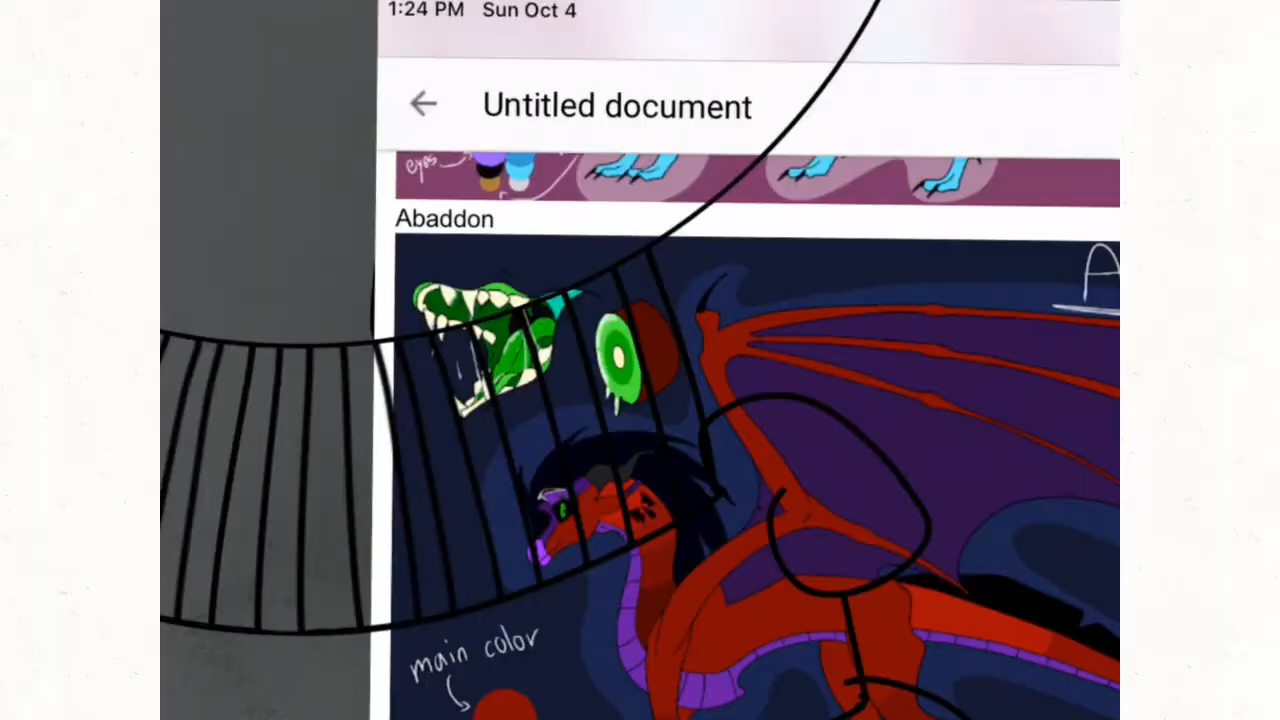 1:24 PM Sun Oct 4
Untitled document
eyes
Abaddon
A
main color